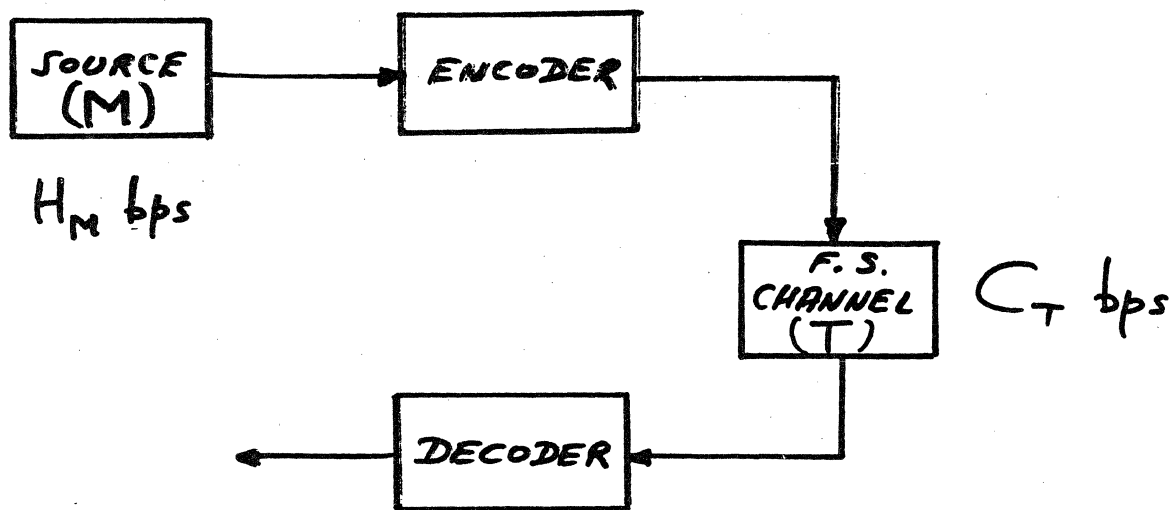 SOURCE
(M)
H_M bps
ENCODER
F. S.
CHANNEL
(T)
C_T bps
DECODER